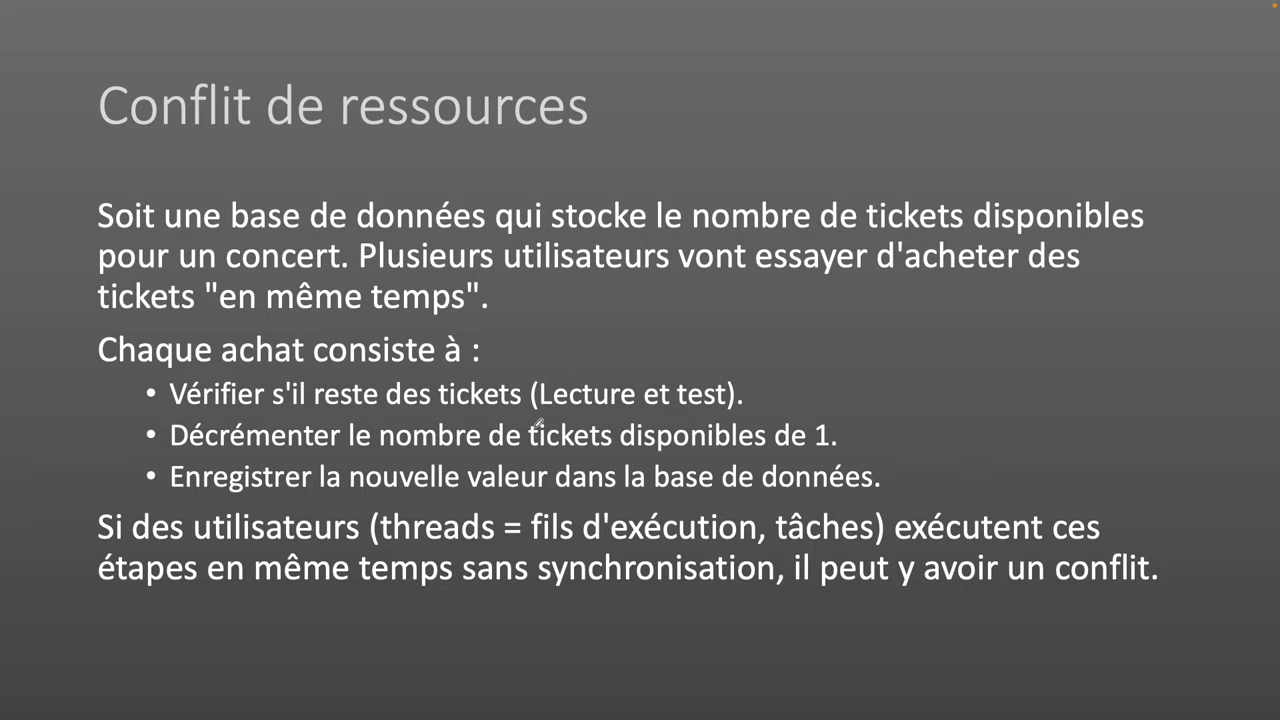 Conflit de ressources
Soit une base de données qui stocke le nombre de tickets disponibles
pour un concert. Plusieurs utilisateurs vont essayer d'acheter des
tickets "en même temps".
Chaque achat consiste à :
• Vérifier s'il reste des tickets (Lecture et test).
• Décrémenter le nombre de tickets disponibles de 1.
• Enregistrer la nouvelle valeur dans la base de données.
Si des utilisateurs (threads = fils d'exécution, tâches) exécutent ces
étapes en même temps sans synchronisation, il peut y avoir un conflit.